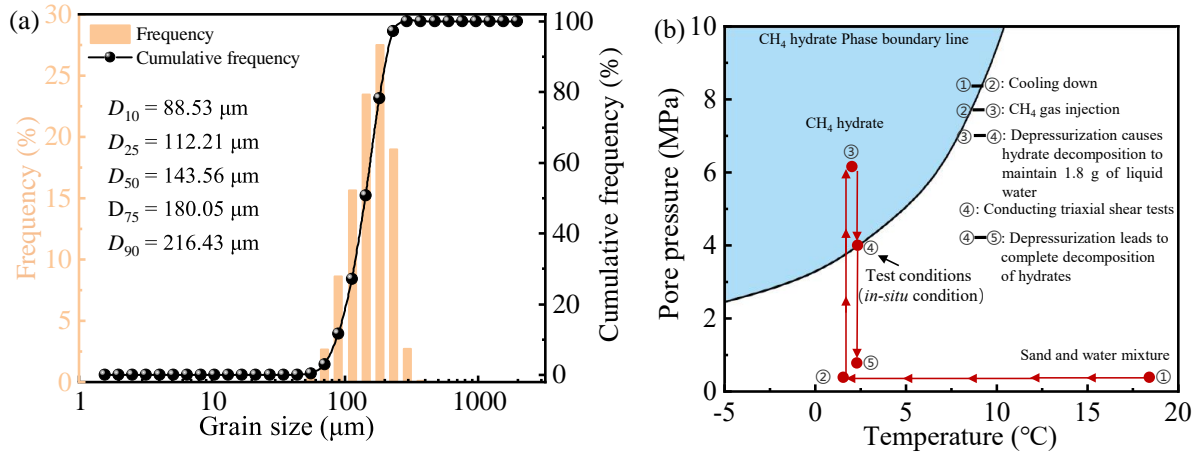 (a)
30
25
20
15
10
5
0
Frequency (%)
Frequency
Cumulative frequency
D10 = 88.53 μm
D25 = 112.21 μm
D50 = 143.56 μm
D75 = 180.05 μm
D90 = 216.43 μm
100
80
60
40
20
0
Cumulative frequency (%)
1
10
100
1000
Grain size (μm)
(b)
10
8
6
4
2
0
Pore pressure (MPa)
CH4 hydrate Phase boundary line
CH4 hydrate
③
①–②: Cooling down
②–③: CH4 gas injection
③–④: Depressurization causes
hydrate decomposition to
maintain 1.8 g of liquid
water
④: Conducting triaxial shear tests
④–⑤: Depressurization leads to
complete decomposition
of hydrates
④
Test conditions
(in-situ condition)
⑤
②
Sand and water mixture
①
-5
0
5
10
15
20
Temperature (℃)